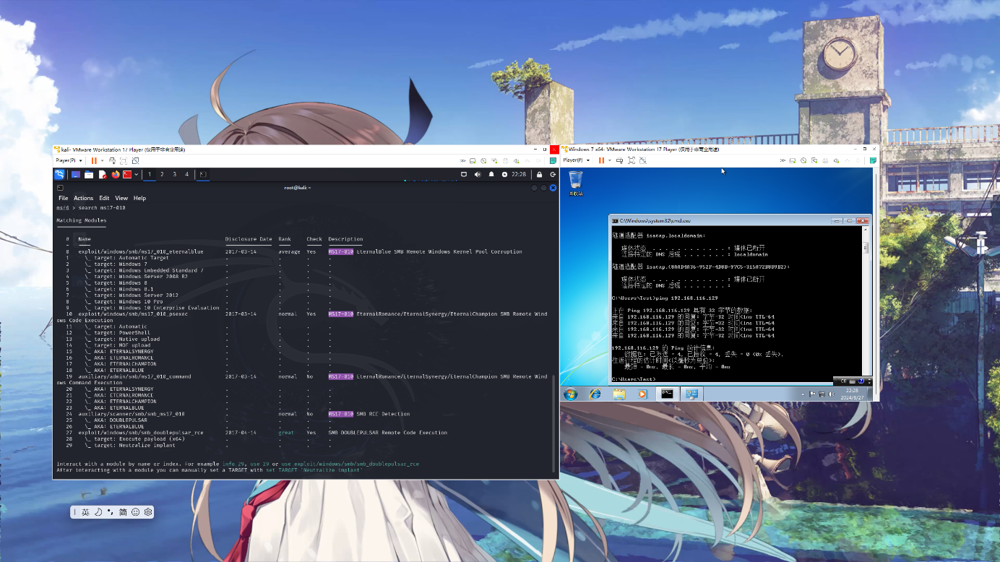 kali- VMware Workstation 17 Player (仅用于非商业用途)
Player(P)
1 2 3 4
22:28
root@kali: ~
File Actions Edit View Help
msf6 > search ms17-010
Matching Modules
# Name Disclosure Date Rank Check Description
- ---- --------------- ---- ----- -----------
0 exploit/windows/smb/ms17_010_eternalblue 2017-03-14 average Yes MS17-010 EternalBlue SMB Remote Windows Kernel Pool Corruption
1 \_ target: Automatic Target . . . .
2 \_ target: Windows 7 . . . .
3 \_ target: Windows Embedded Standard 7 . . . .
4 \_ target: Windows Server 2008 R2 . . . .
5 \_ target: Windows 8 . . . .
6 \_ target: Windows 8.1 . . . .
7 \_ target: Windows Server 2012 . . . .
8 \_ target: Windows 10 Pro . . . .
9 \_ target: Windows 10 Enterprise Evaluation . . . .
10 exploit/windows/smb/ms17_010_psexec 2017-03-14 normal Yes MS17-010 EternalRomance/EternalSynergy/EternalChampion SMB Remote Wind
ows Code Execution
11 \_ target: Automatic . . . .
12 \_ target: PowerShell . . . .
13 \_ target: Native upload . . . .
14 \_ target: MOF upload . . . .
15 \_ AKA: ETERNALSYNERGY . . . .
16 \_ AKA: ETERNALROMANCE . . . .
17 \_ AKA: ETERNALCHAMPION . . . .
18 \_ AKA: ETERNALBLUE . . . .
19 auxiliary/admin/smb/ms17_010_command 2017-03-14 normal No MS17-010 EternalRomance/EternalSynergy/EternalChampion SMB Remote Wind
ows Command Execution
20 \_ AKA: ETERNALSYNERGY . . . .
21 \_ AKA: ETERNALROMANCE . . . .
22 \_ AKA: ETERNALCHAMPION . . . .
23 \_ AKA: ETERNALBLUE . . . .
24 auxiliary/scanner/smb/smb_ms17_010 . normal No MS17-010 SMB RCE Detection
25 \_ AKA: DOUBLEPULSAR . . . .
26 \_ AKA: ETERNALBLUE . . . .
27 exploit/windows/smb/smb_doublepulsar_rce 2017-04-14 great Yes SMB DOUBLEPULSAR Remote Code Execution
28 \_ target: Execute payload (x64) . . . .
29 \_ target: Neutralize implant . . . .
Interact with a module by name or index. For example info 29, use 29 or use exploit/windows/smb/smb_doublepulsar_rce
After interacting with a module you can manually set a TARGET with set TARGET 'Neutralize implant'
Windows 7 x64- VMware Workstation 17 Player (仅用于非商业用途)
Player(P)
回收站
C:\Windows\system32\cmd.exe
隧道适配器 isatap.localdomain:
媒体状态 . . . . . . . . . . . . : 媒体已断开
连接特定的 DNS 后缀 . . . . . . . : localdomain
隧道适配器 isatap.{8AAD4A36-952F-4D8B-97C5-315A72B8D9B2}:
媒体状态 . . . . . . . . . . . . : 媒体已断开
连接特定的 DNS 后缀 . . . . . . . :
C:\Users\Test>ping 192.168.116.129
正在 Ping 192.168.116.129 具有 32 字节的数据:
来自 192.168.116.129 的回复: 字节=32 时间<1ms TTL=64
来自 192.168.116.129 的回复: 字节=32 时间<1ms TTL=64
来自 192.168.116.129 的回复: 字节=32 时间<1ms TTL=64
来自 192.168.116.129 的回复: 字节=32 时间<1ms TTL=64
192.168.116.129 的 Ping 统计信息:
数据包: 已发送 = 4, 已接收 = 4, 丢失 = 0 (0% 丢失),
往返行程的估计时间(以毫秒为单位):
最短 = 0ms, 最长 = 0ms, 平均 = 0ms
C:\Users\Test>
CH
22:28
2024/8/27
英 简